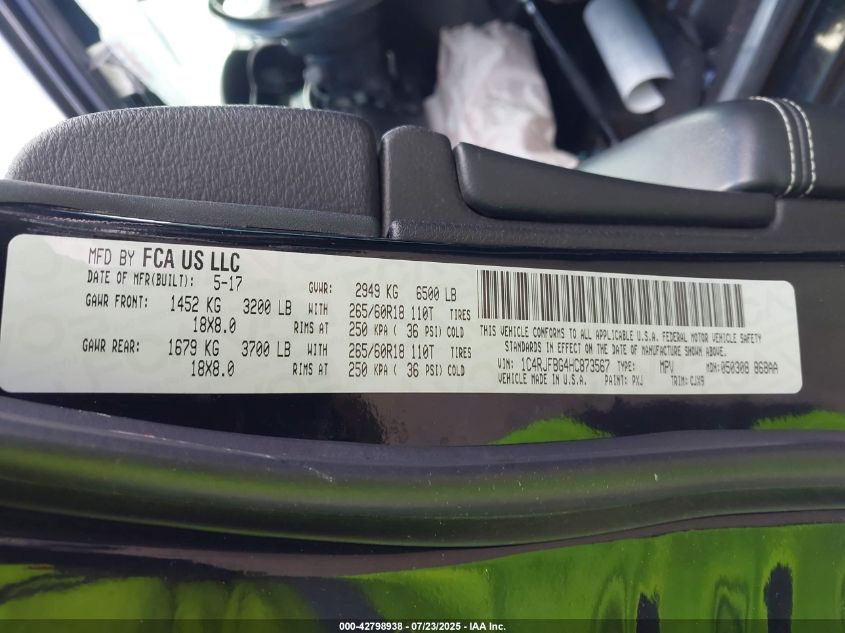 MFD BY FCA US LLC
DATE OF MFR(BUILT): 5-17 GVWR: 2949 KG 6500 LB
GAWR FRONT: 1452 KG 3200 LB WITH 265/60R18 110T TIRES
18X8.0 RIMS AT 250 KPA ( 36 PSI) COLD
GAWR REAR: 1679 KG 3700 LB WITH 265/60R18 110T TIRES
18X8.0 RIMS AT 250 KPA ( 36 PSI) COLD
THIS VEHICLE CONFORMS TO ALL APPLICABLE U.S.A. FEDERAL MOTOR VEHICLE SAFETY
STANDARDS IN EFFECT ON THE DATE OF MANUFACTURE SHOWN ABOVE.
VIN: 1C4RJFBG4HC873567 TYPE: MPV MDH: 050308 868AA
VEHICLE MADE IN U.S.A. PAINT: PXJ TRIM: CJX9
000-42798938 - 07/23/2025 - IAA Inc.